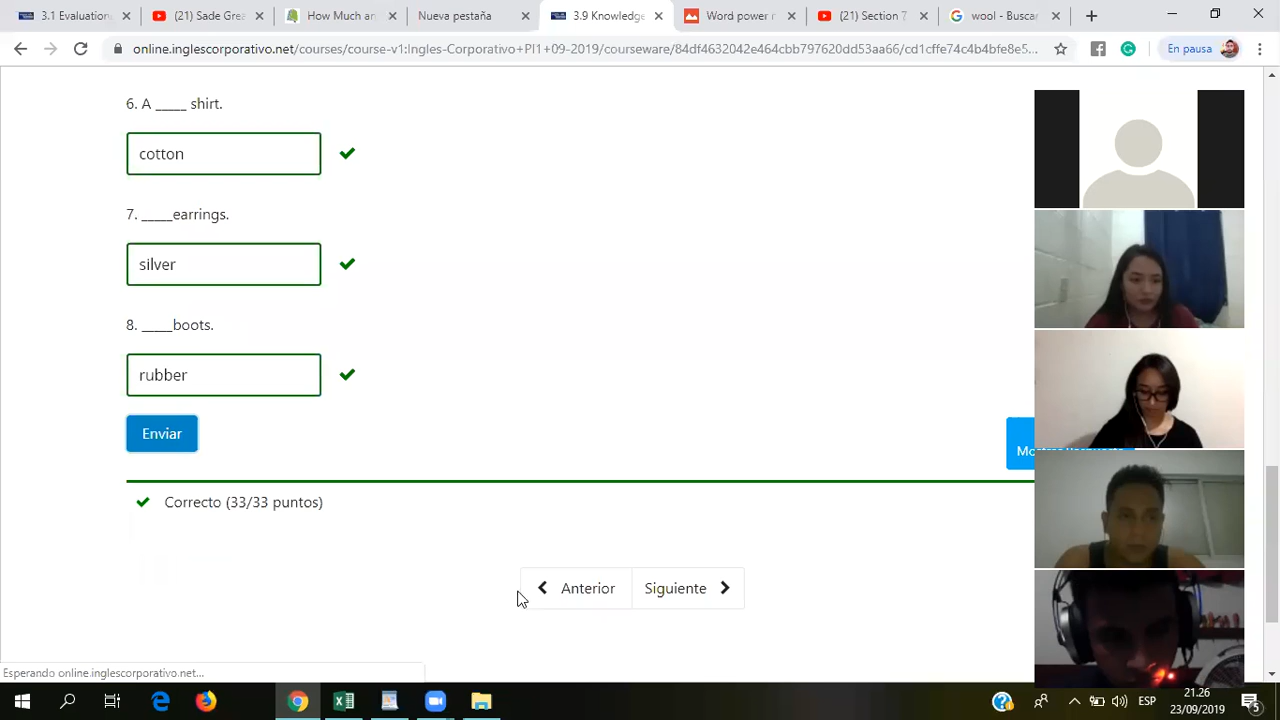 3.1 Evaluation
(21) Sade Gres
How Much an
Nueva pestaña
3.9 Knowledge
Word power m
(21) Section 7
wool - Buscar
online.inglescorporativo.net/courses/course-v1:Ingles-Corporativo+PI1+09-2019/courseware/84df4632042e464cbb797620dd53aa66/cd1cffe74c4b4bfe8e5...
En pausa
6. A _____ shirt.
cotton
7. _____earrings.
silver
8. _____boots.
rubber
Enviar
Correcto (33/33 puntos)
Anterior
Siguiente
Esperando online.inglescorporativo.net...
ESP
21.26
23/09/2019
5